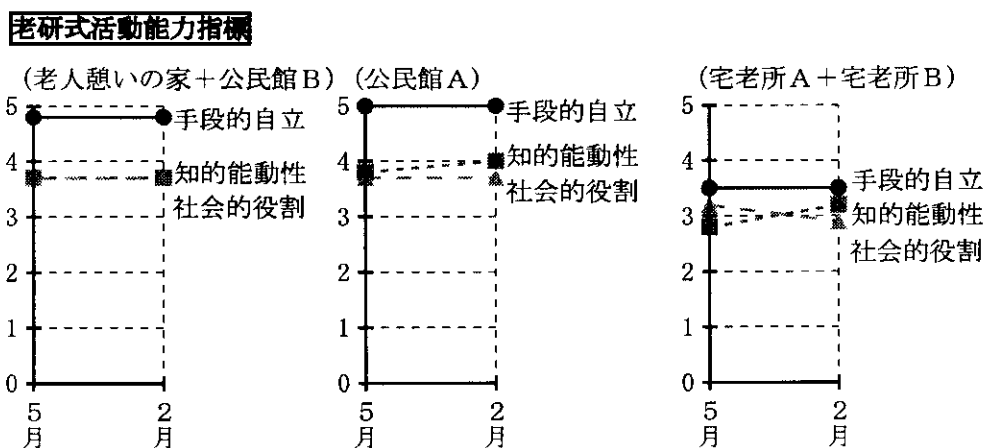 老研式活動能力指標
(老人憩いの家＋公民館B)
5
4
3
2
1
0
手段的自立
知的能動性
社会的役割
5月
2月
(公民館A)
5
4
3
2
1
0
手段的自立
知的能動性
社会的役割
5月
2月
(宅老所A＋宅老所B)
5
4
3
2
1
0
手段的自立
知的能動性
社会的役割
5月
2月